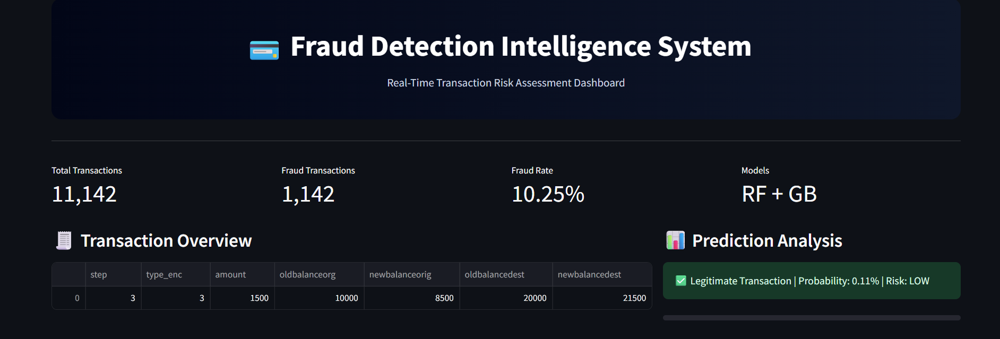 Fraud Detection Intelligence System
Real-Time Transaction Risk Assessment Dashboard
Total Transactions
11,142
Fraud Transactions
1,142
Fraud Rate
10.25%
Models
RF + GB
Transaction Overview
step type_enc amount oldbalanceorg newbalanceorig oldbalancedest newbalancedest
0 3 3 1500 10000 8500 20000 21500
Prediction Analysis
✅ Legitimate Transaction | Probability: 0.11% | Risk: LOW